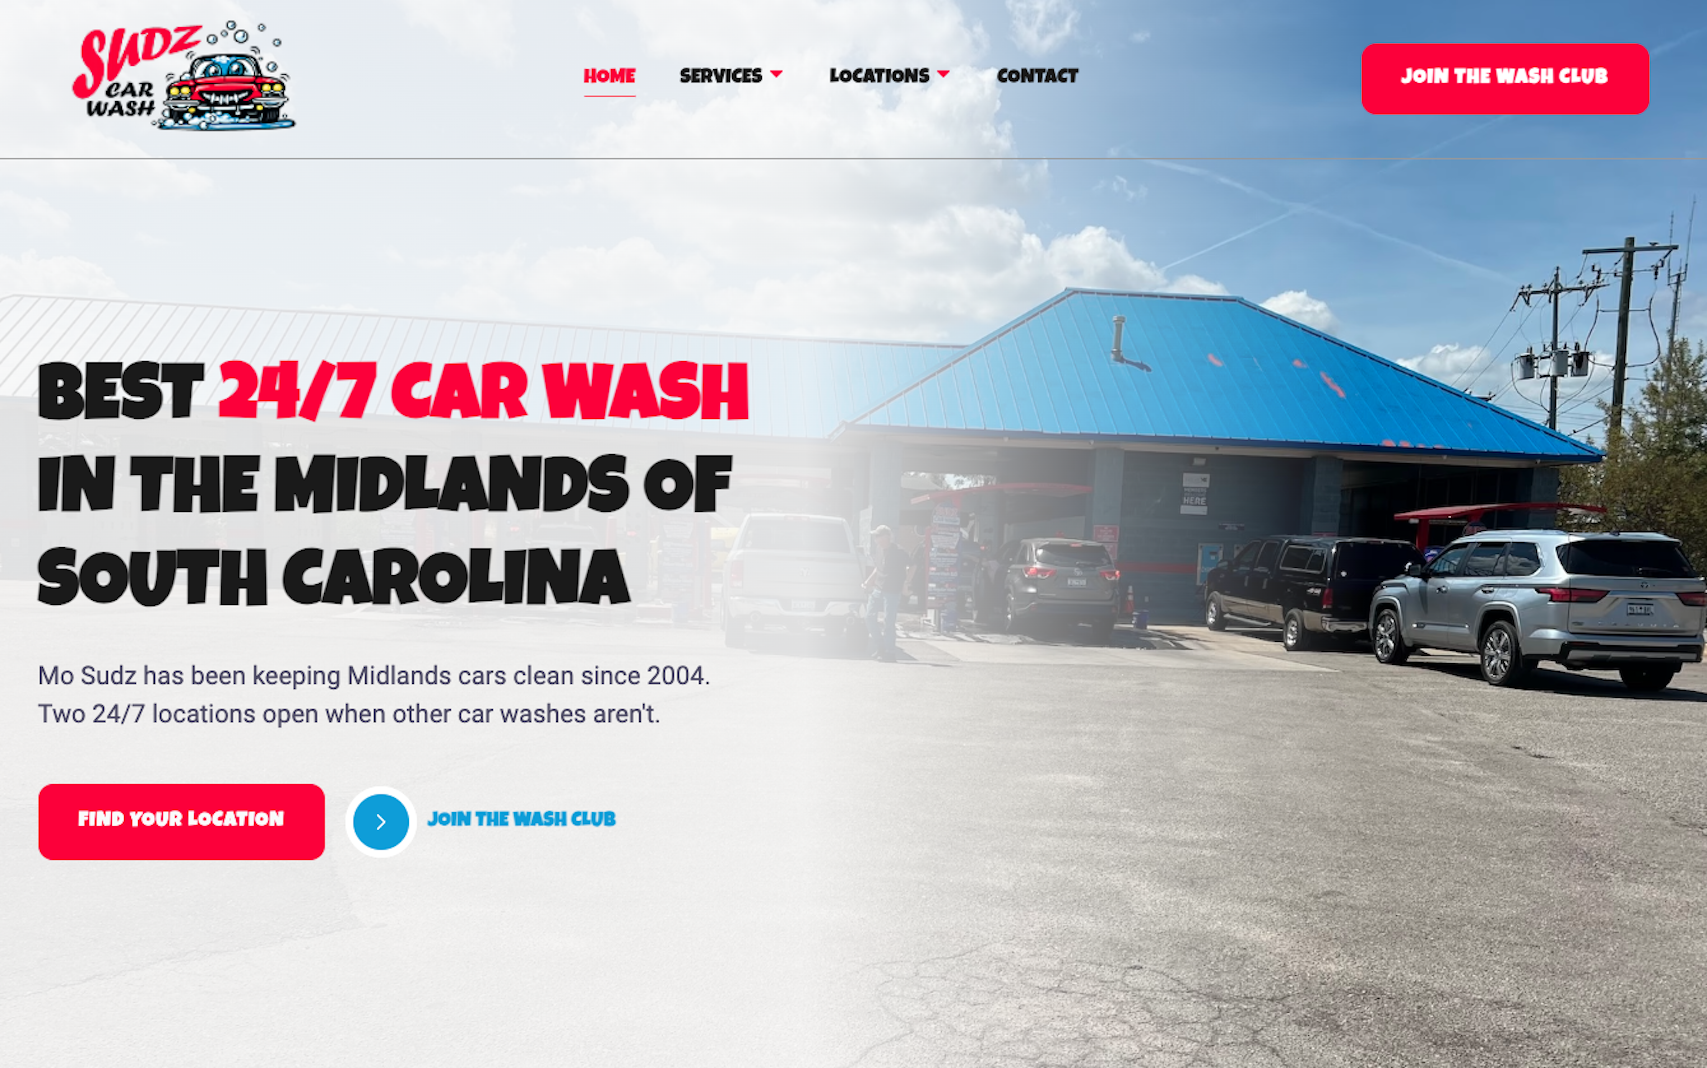 SUDZ
CAR
WASH
HOME
SERVICES
LOCATIONS
CONTACT
JOIN THE WASH CLUB
BEST 24/7 CAR WASH
IN THE MIDLANDS OF
SOUTH CAROLINA
HERE
Mo Sudz has been keeping Midlands cars clean since 2004.
Two 24/7 locations open when other car washes aren't.
FIND YOUR LOCATION
JOIN THE WASH CLUB